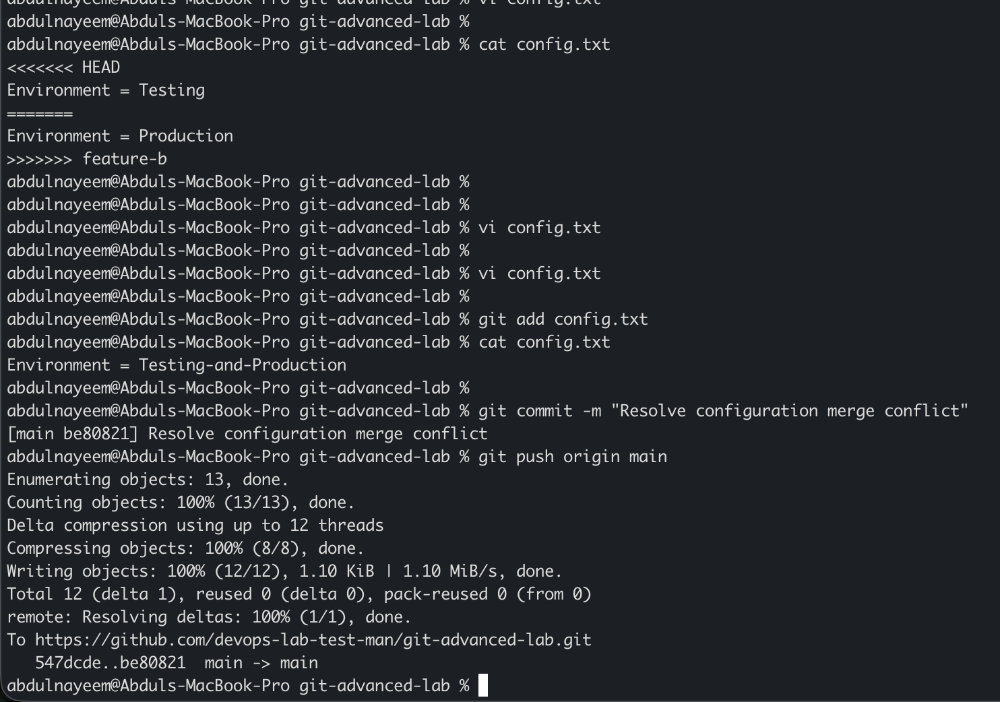 abdulnayeem@Abduls-MacBook-Pro git-advanced-lab % vi config.txt
abdulnayeem@Abduls-MacBook-Pro git-advanced-lab %
abdulnayeem@Abduls-MacBook-Pro git-advanced-lab % cat config.txt
<<<<<<< HEAD
Environment = Testing
=======
Environment = Production
>>>>>>> feature-b
abdulnayeem@Abduls-MacBook-Pro git-advanced-lab %
abdulnayeem@Abduls-MacBook-Pro git-advanced-lab %
abdulnayeem@Abduls-MacBook-Pro git-advanced-lab % vi config.txt
abdulnayeem@Abduls-MacBook-Pro git-advanced-lab %
abdulnayeem@Abduls-MacBook-Pro git-advanced-lab % vi config.txt
abdulnayeem@Abduls-MacBook-Pro git-advanced-lab %
abdulnayeem@Abduls-MacBook-Pro git-advanced-lab % git add config.txt
abdulnayeem@Abduls-MacBook-Pro git-advanced-lab % cat config.txt
Environment = Testing-and-Production
abdulnayeem@Abduls-MacBook-Pro git-advanced-lab %
abdulnayeem@Abduls-MacBook-Pro git-advanced-lab % git commit -m "Resolve configuration merge conflict"
[main be80821] Resolve configuration merge conflict
abdulnayeem@Abduls-MacBook-Pro git-advanced-lab % git push origin main
Enumerating objects: 13, done.
Counting objects: 100% (13/13), done.
Delta compression using up to 12 threads
Compressing objects: 100% (8/8), done.
Writing objects: 100% (12/12), 1.10 KiB | 1.10 MiB/s, done.
Total 12 (delta 1), reused 0 (delta 0), pack-reused 0 (from 0)
remote: Resolving deltas: 100% (1/1), done.
To https://github.com/devops-lab-test-man/git-advanced-lab.git
   547dcde..be80821  main -> main
abdulnayeem@Abduls-MacBook-Pro git-advanced-lab %